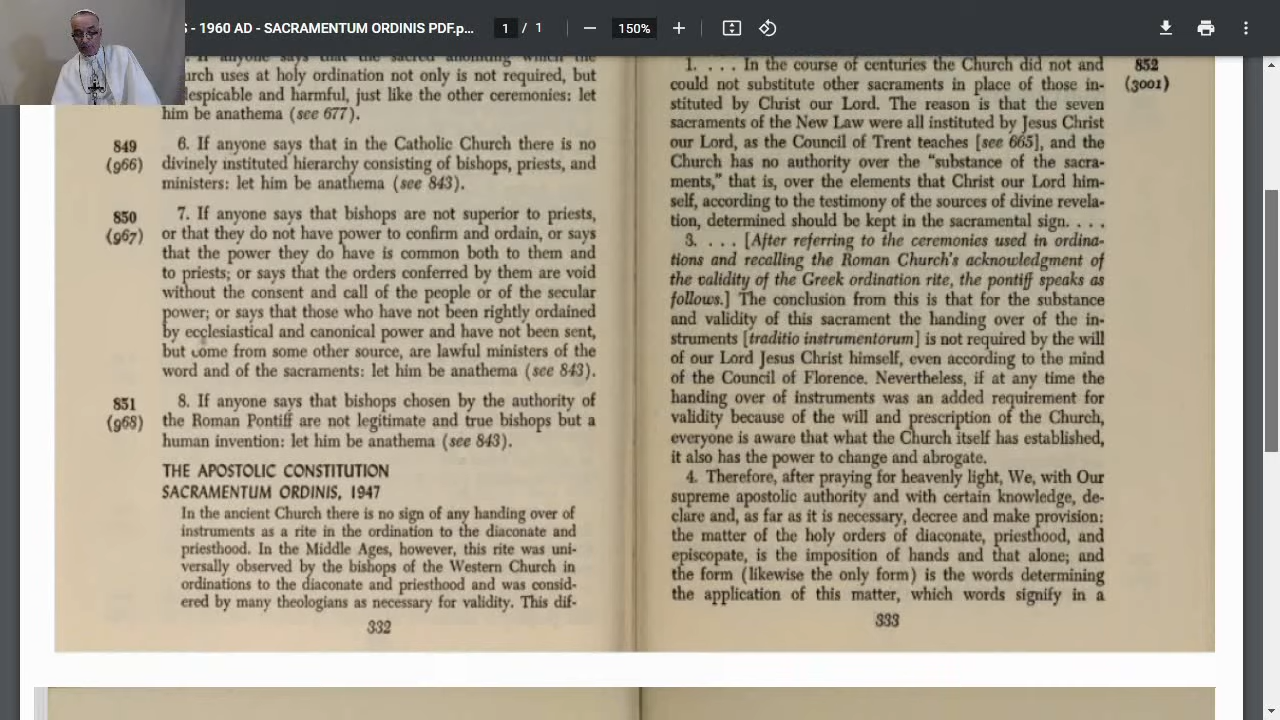 S - 1960 AD - SACRAMENTUM ORDINIS PDF.p...
1 / 1
150%
If anyone says that the sacred anointing which the
urch uses at holy ordination not only is not required, but
despicable and harmful, just like the other ceremonies: let
him be anathema (see 677).
849
(966)
6. If anyone says that in the Catholic Church there is no
divinely instituted hierarchy consisting of bishops, priests, and
ministers: let him be anathema (see 843).
850
(967)
7. If anyone says that bishops are not superior to priests,
or that they do not have power to confirm and ordain, or says
that the power they do have is common both to them and
to priests; or says that the orders conferred by them are void
without the consent and call of the people or of the secular
power; or says that those who have not been rightly ordained
by ecclesiastical and canonical power and have not been sent,
but come from some other source, are lawful ministers of the
word and of the sacraments: let him be anathema (see 843).
851
(968)
8. If anyone says that bishops chosen by the authority of
the Roman Pontiff are not legitimate and true bishops but a
human invention: let him be anathema (see 843).
THE APOSTOLIC CONSTITUTION
SACRAMENTUM ORDINIS, 1947
In the ancient Church there is no sign of any handing over of
instruments as a rite in the ordination to the diaconate and
priesthood. In the Middle Ages, however, this rite was uni-
versally observed by the bishops of the Western Church in
ordinations to the diaconate and priesthood and was consid-
ered by many theologians as necessary for validity. This dif-
332
1. . . . In the course of centuries the Church did not and
could not substitute other sacraments in place of those in-
stituted by Christ our Lord. The reason is that the seven
sacraments of the New Law were all instituted by Jesus Christ
our Lord, as the Council of Trent teaches [see 665], and the
Church has no authority over the "substance of the sacra-
ments," that is, over the elements that Christ our Lord him-
self, according to the testimony of the sources of divine revela-
tion, determined should be kept in the sacramental sign. . . .
852
(3001)
3. . . . [After referring to the ceremonies used in ordina-
tions and recalling the Roman Church's acknowledgment of
the validity of the Greek ordination rite, the pontiff speaks as
follows.] The conclusion from this is that for the substance
and validity of this sacrament the handing over of the in-
struments [traditio instrumentorum] is not required by the will
of our Lord Jesus Christ himself, even according to the mind
of the Council of Florence. Nevertheless, if at any time the
handing over of instruments was an added requirement for
validity because of the will and prescription of the Church,
everyone is aware that what the Church itself has established,
it also has the power to change and abrogate.
4. Therefore, after praying for heavenly light, We, with Our
supreme apostolic authority and with certain knowledge, de-
clare and, as far as it is necessary, decree and make provision:
the matter of the holy orders of diaconate, priesthood, and
episcopate, is the imposition of hands and that alone; and
the form (likewise the only form) is the words determining
the application of this matter, which words signify in a
333